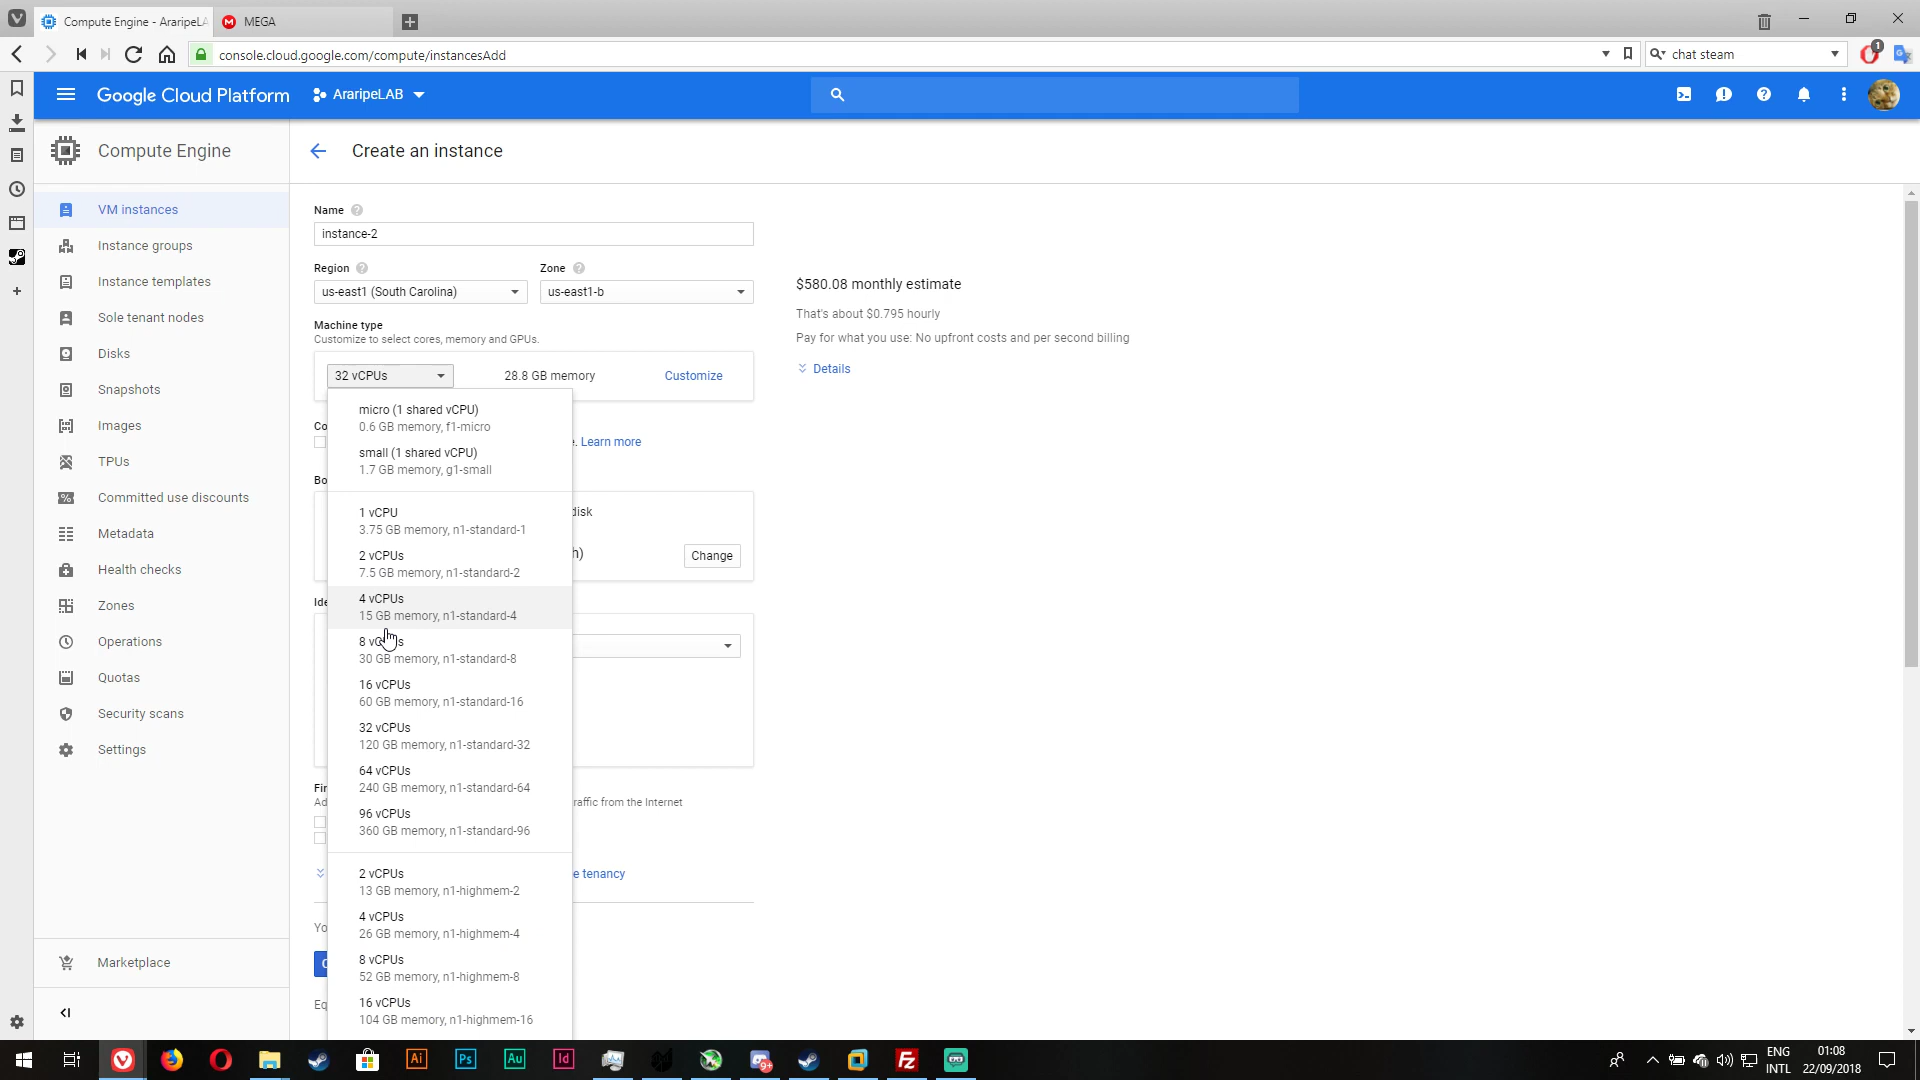 Compute Engine - AraripeLA
MEGA
console.cloud.google.com/compute/instancesAdd
chat steam
1
Google Cloud Platform
AraripeLAB
Compute Engine
Create an instance
VM instances
Instance groups
Instance templates
Sole tenant nodes
Disks
Snapshots
Images
TPUs
Committed use discounts
Metadata
Health checks
Zones
Operations
Quotas
Security scans
Settings
Marketplace
Name
instance-2
Region
Zone
us-east1 (South Carolina)
us-east1-b
Machine type
Customize to select cores, memory and GPUs.
32 vCPUs
28.8 GB memory
Customize
$580.08 monthly estimate
That's about $0.795 hourly
Pay for what you use: No upfront costs and per second billing
Details
micro (1 shared vCPU)
0.6 GB memory, f1-micro
small (1 shared vCPU)
1.7 GB memory, g1-small
1 vCPU
3.75 GB memory, n1-standard-1
2 vCPUs
7.5 GB memory, n1-standard-2
4 vCPUs
15 GB memory, n1-standard-4
8 vCPUs
30 GB memory, n1-standard-8
16 vCPUs
60 GB memory, n1-standard-16
32 vCPUs
120 GB memory, n1-standard-32
64 vCPUs
240 GB memory, n1-standard-64
96 vCPUs
360 GB memory, n1-standard-96
2 vCPUs
13 GB memory, n1-highmem-2
4 vCPUs
26 GB memory, n1-highmem-4
8 vCPUs
52 GB memory, n1-highmem-8
16 vCPUs
104 GB memory, n1-highmem-16
Co
. Learn more
Bo
disk
h)
Change
Ide
Fir
Ad
raffic from the Internet
e tenancy
Yo
Eq
Ai
Ps
Au
Id
Fz
ENG
INTL
01:08
22/09/2018